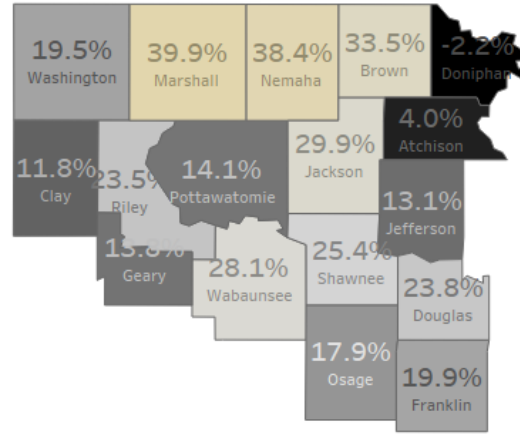 19.5%
Washington
39.9%
Marshall
38.4%
Nemaha
33.5%
Brown
-2.2%
Doniphan
4.0%
Atchison
11.8%
Clay
23.5%
Riley
14.1%
Pottawatomie
29.9%
Jackson
13.1%
Jefferson
Geary
28.1%
Wabaunsee
25.4%
Shawnee
23.8%
Douglas
17.9%
Osage
19.9%
Franklin